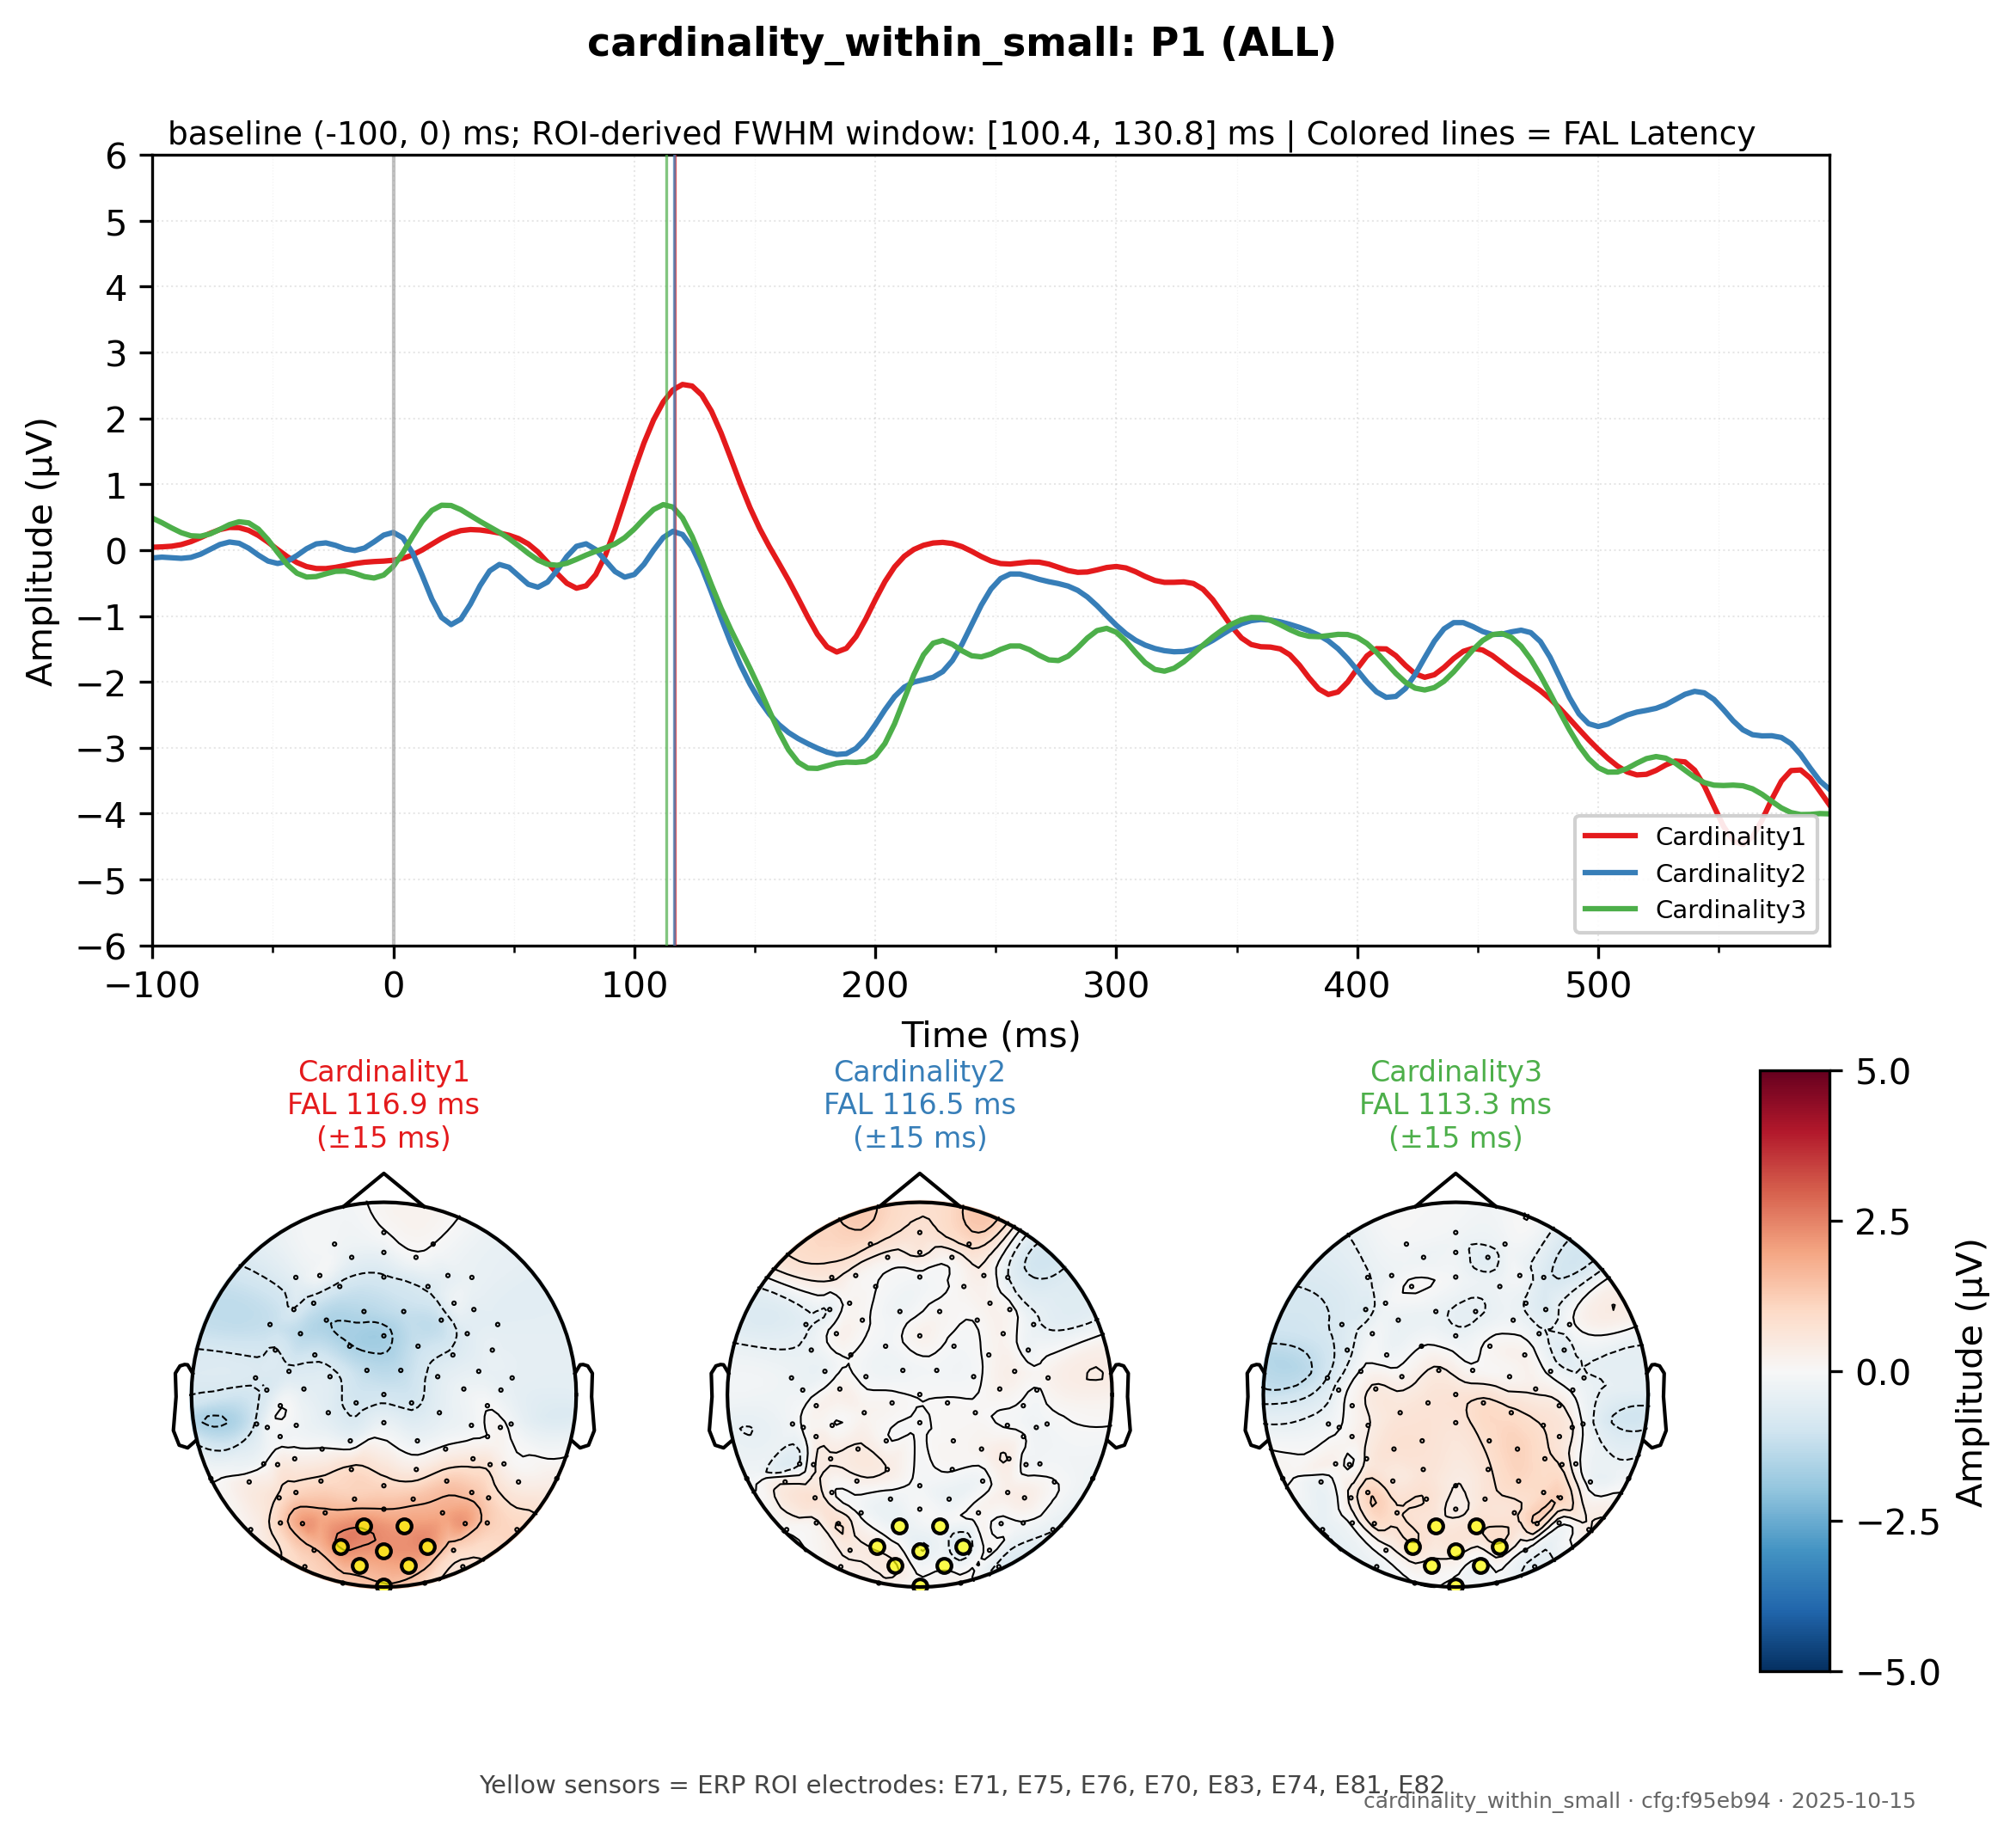 cardinality_within_small: P1 (ALL)
baseline (-100, 0) ms; ROI-derived FWHM window: [100.4, 130.8] ms | Colored lines = FAL Latency
Amplitude (µV)
6
5
4
3
2
1
0
−1
−2
−3
−4
−5
−6
Cardinality1
Cardinality2
Cardinality3
−100
0
100
200
300
400
500
Time (ms)
Cardinality1
FAL 116.9 ms
(±15 ms)
Cardinality2
FAL 116.5 ms
(±15 ms)
Cardinality3
FAL 113.3 ms
(±15 ms)
5.0
2.5
0.0
−2.5
−5.0
Amplitude (µV)
Yellow sensors = ERP ROI electrodes: E71, E75, E76, E70, E83, E74, E81, E82
cardinality_within_small · cfg:f95eb94 · 2025-10-15